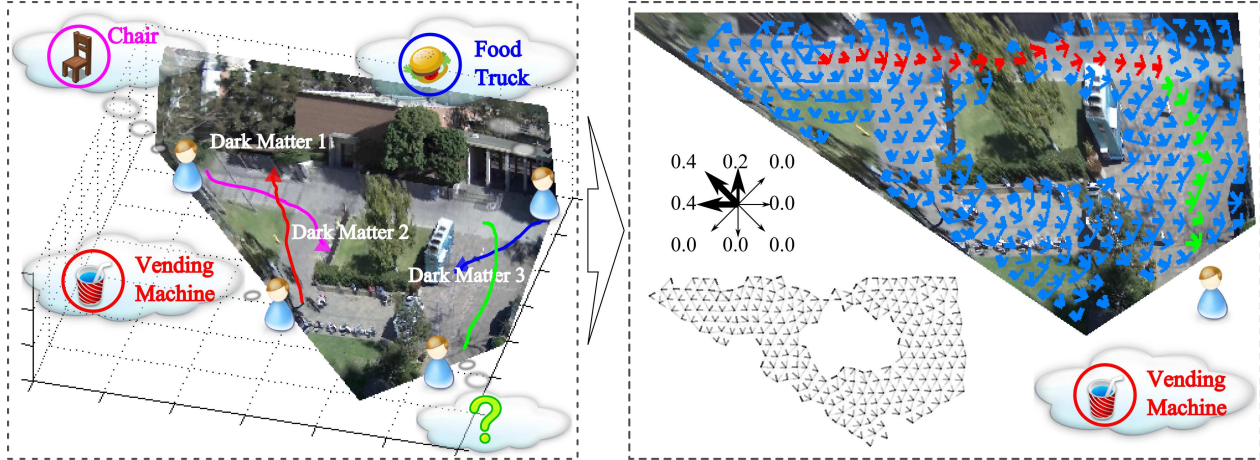 Chair
Food
Truck
Dark Matter 1
Dark Matter 2
Dark Matter 3
Vending
Machine
?
0.4 0.2 0.0
0.4 0.0
0.0 0.0 0.0
Vending
Machine